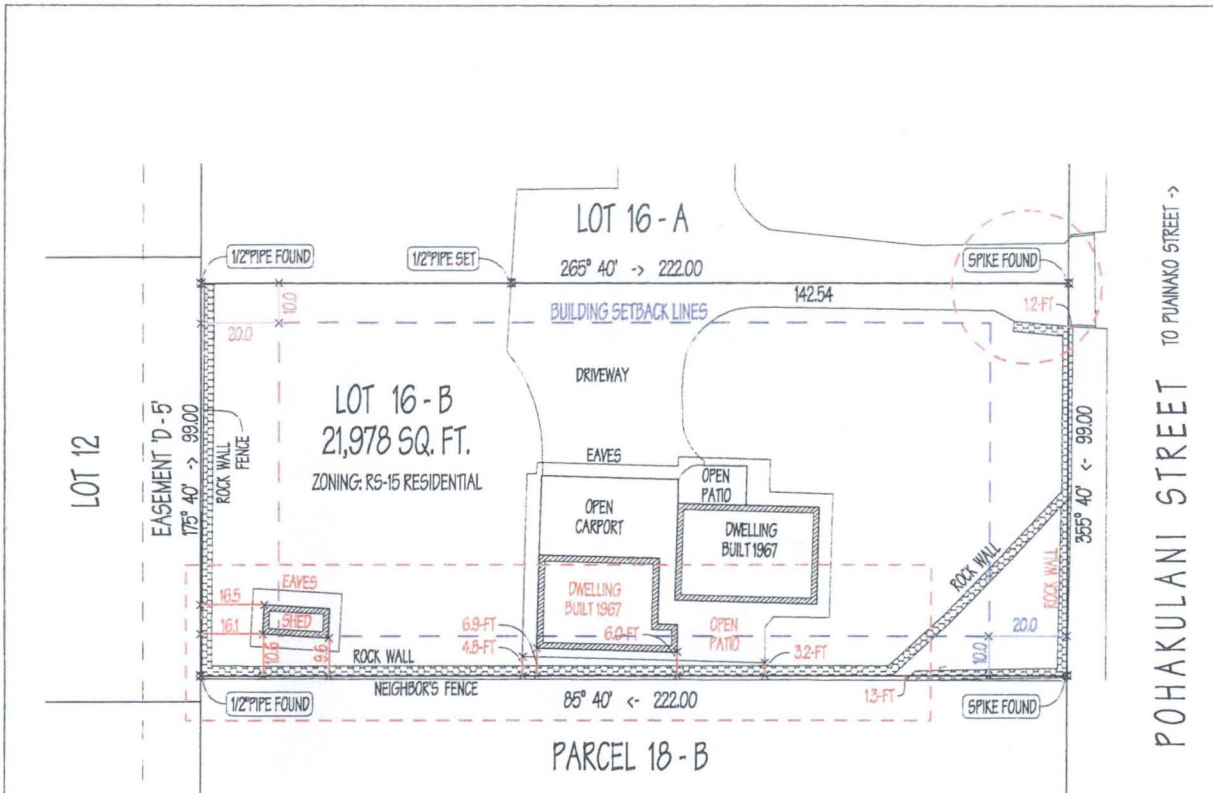 LOT 16 - A
TO PUAINAKO STREET ->
1/2" PIPE FOUND
1/2" PIPE SET
265° 40' -> 222.00
SPIKE FOUND
142.54
1.2-FT
10.0
20.0
BUILDING SETBACK LINES
DRIVEWAY
LOT 16 - B
21,978 SQ. FT.
ZONING: RS-15 RESIDENTIAL
LOT 12
EASEMENT 'D - 5'
175° 40' -> 99.00
ROCK WALL
FENCE
EAVES
OPEN
CARPORT
OPEN
PATIO
DWELLING
BUILT 1967
355° 40' <- 99.00
POHAKULANI STREET
ROCK WALL
ROCK WALL
EAVES
SHED
16.5
16.1
10.6
9.6
DWELLING
BUILT 1967
6.9-FT
4.8-FT
6.0-FT
OPEN
PATIO
3.2-FT
20.0
10.0
ROCK WALL
NEIGHBOR'S FENCE
1.3-FT
1/2" PIPE FOUND
85° 40' <- 222.00
SPIKE FOUND
PARCEL 18 - B